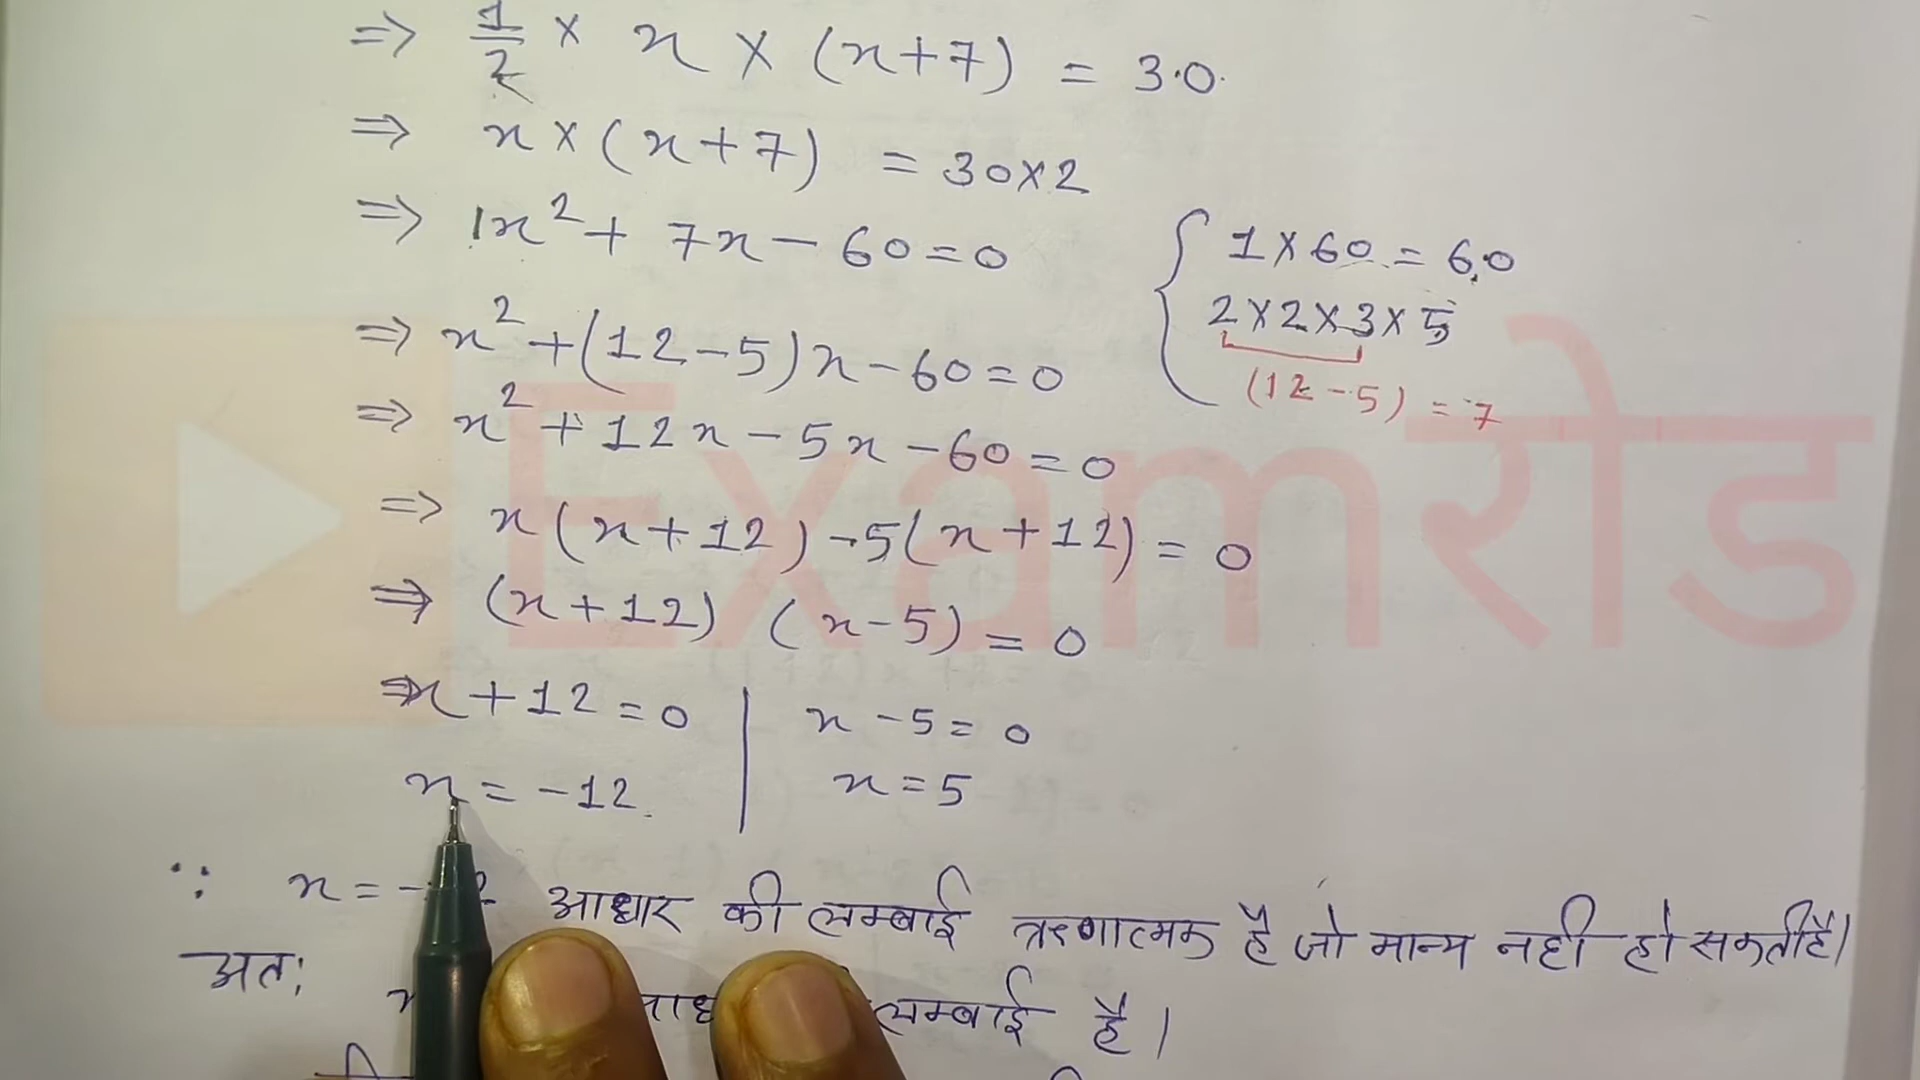 ⇒ 1/2 × x × (x+7) = 30
⇒ x × (x+7) = 30×2
⇒ 1x² + 7x - 60 = 0
{ 1×60 = 60
2×2×3×5
(12-5) = 7
⇒ x² + (12-5)x - 60 = 0
⇒ x² + 12x - 5x - 60 = 0
⇒ x(x+12) - 5(x+12) = 0
⇒ (x+12) (x-5) = 0
⇒ x + 12 = 0 | x - 5 = 0
x = -12 | x = 5
∵ x = - 2 आधार की लम्बाई ऋणात्मक है जो मान्य नही हो सकती है।
अतः
लम्बाई है।
Examरोड